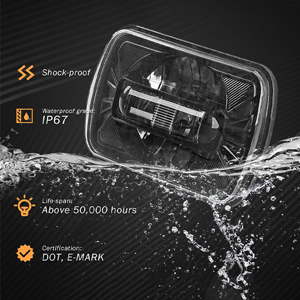 Shock-proof
Waterproof grade:
IP67
Life-span:
Above 50,000 hours
Certification:
DOT, E-MARK